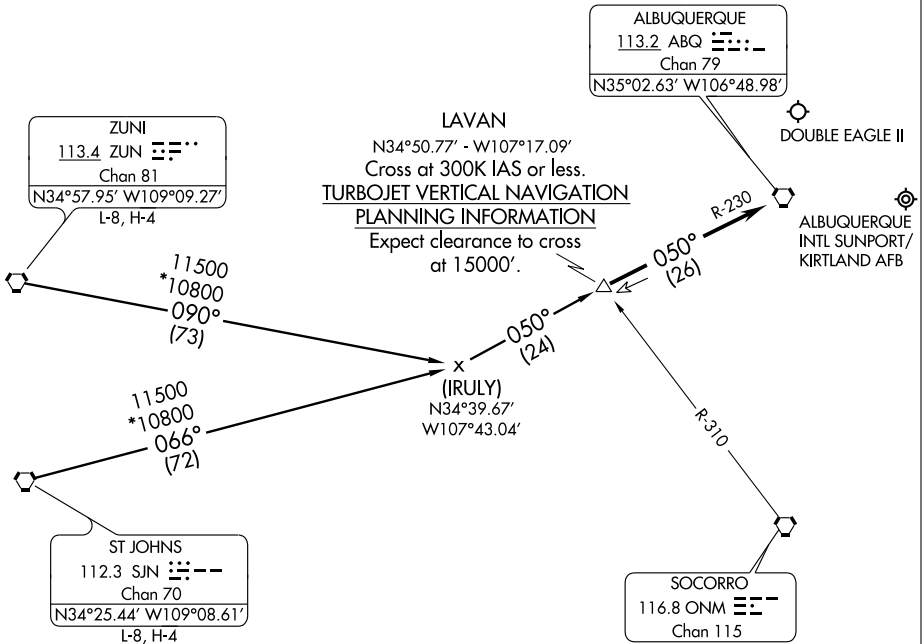 ALBUQUERQUE
113.2 ABQ
Chan 79
N35°02.63' W106°48.98'
DOUBLE EAGLE II
ZUNI
113.4 ZUN
Chan 81
N34°57.95' W109°09.27'
L-8, H-4
LAVAN
N34°50.77' - W107°17.09'
Cross at 300K IAS or less.
TURBOJET VERTICAL NAVIGATION
PLANNING INFORMATION
Expect clearance to cross
at 15000'.
R-230
050°
(26)
ALBUQUERQUE
INTL SUNPORT/
KIRTLAND AFB
11500
*10800
090°
(73)
050°
(24)
X
(IRULY)
N34°39.67'
W107°43.04'
11500
*10800
066°
(72)
R-310
ST JOHNS
112.3 SJN
Chan 70
N34°25.44' W109°08.61'
L-8, H-4
SOCORRO
116.8 ONM
Chan 115